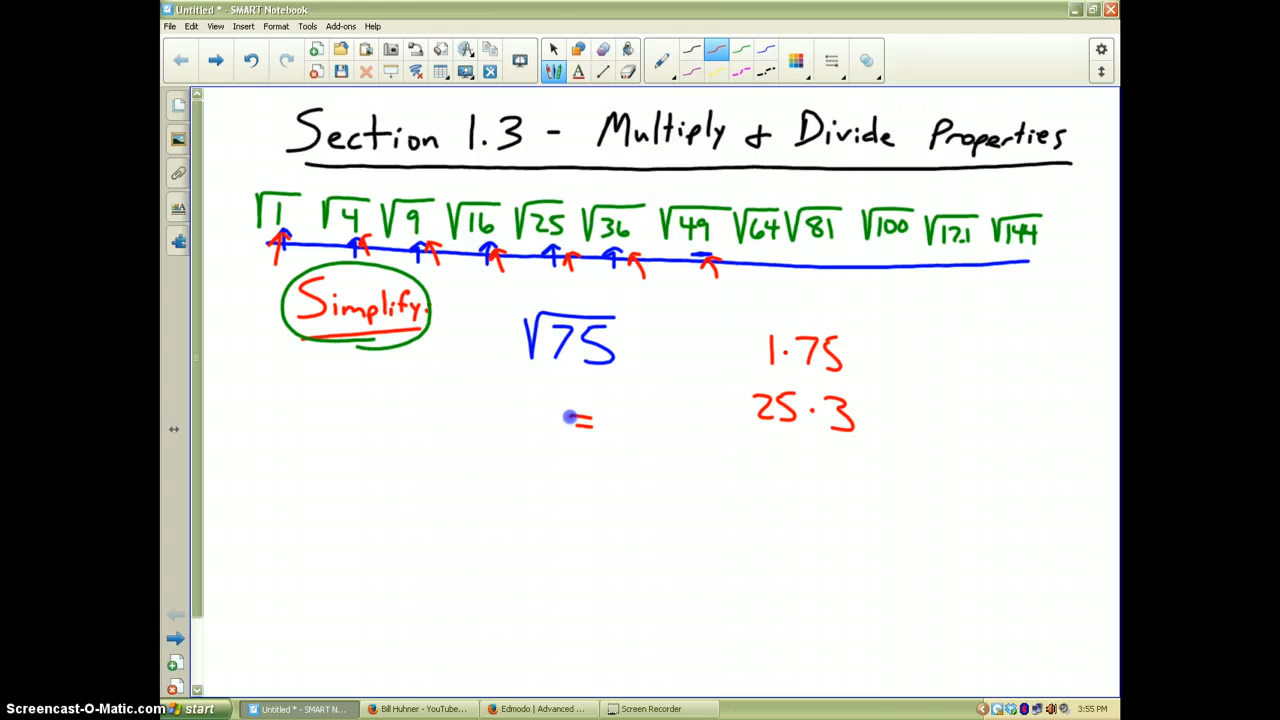 Untitled * - SMART Notebook
File Edit View Insert Format Tools Add-ons Help
Section 1.3 - Multiply & Divide Properties
√1 √4 √9 √16 √25 √36 √49 √64 √81 √100 √121 √144
Simplify.
√75
1·75
=
25·3
Screencast-O-Matic.com
start
Untitled * - SMART N...
Bill Huhner - YouTube...
Edmodo | Advanced ...
Screen Recorder
3:55 PM